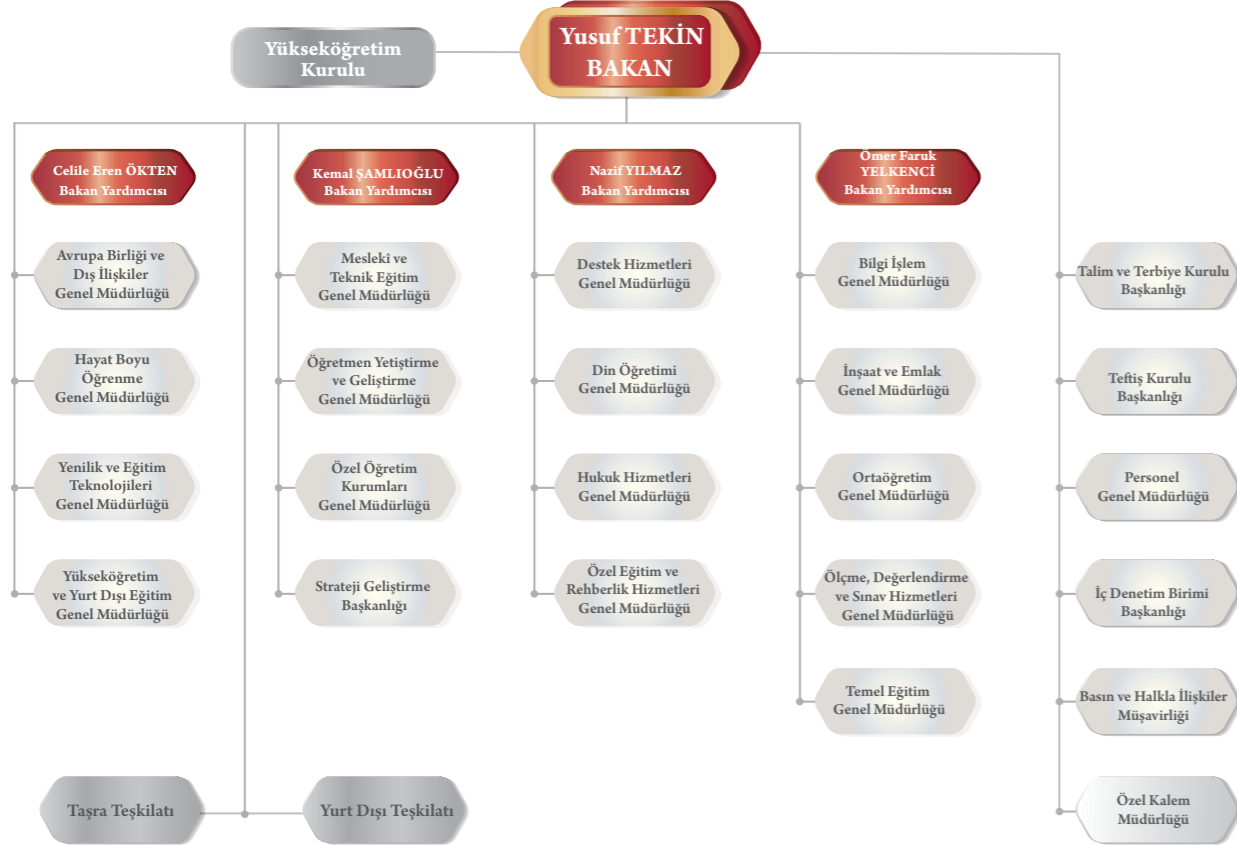 Yükseköğretim
Kurulu
Yusuf TEKİN
BAKAN
Celile Eren ÖKTEN
Bakan Yardımcısı
Avrupa Birliği ve
Dış İlişkiler
Genel Müdürlüğü
Hayat Boyu
Öğrenme
Genel Müdürlüğü
Yenilik ve Eğitim
Teknolojileri
Genel Müdürlüğü
Yükseköğretim
ve Yurt Dışı Eğitim
Genel Müdürlüğü
Kemal ŞAMLIOĞLU
Bakan Yardımcısı
Mesleki ve
Teknik Eğitim
Genel Müdürlüğü
Öğretmen Yetiştirme
ve Geliştirme
Genel Müdürlüğü
Özel Öğretim
Kurumları
Genel Müdürlüğü
Strateji Geliştirme
Başkanlığı
Nazif YILMAZ
Bakan Yardımcısı
Destek Hizmetleri
Genel Müdürlüğü
Din Öğretimi
Genel Müdürlüğü
Hukuk Hizmetleri
Genel Müdürlüğü
Özel Eğitim ve
Rehberlik Hizmetleri
Genel Müdürlüğü
Ömer Faruk
YELKENCİ
Bakan Yardımcısı
Bilgi İşlem
Genel Müdürlüğü
İnşaat ve Emlak
Genel Müdürlüğü
Ortaöğretim
Genel Müdürlüğü
Ölçme, Değerlendirme
ve Sınav Hizmetleri
Genel Müdürlüğü
Temel Eğitim
Genel Müdürlüğü
Talim ve Terbiye Kurulu
Başkanlığı
Teftiş Kurulu
Başkanlığı
Personel
Genel Müdürlüğü
İç Denetim Birimi
Başkanlığı
Basın ve Halkla İlişkiler
Müşavirliği
Özel Kalem
Müdürlüğü
Taşra Teşkilatı
Yurt Dışı Teşkilatı